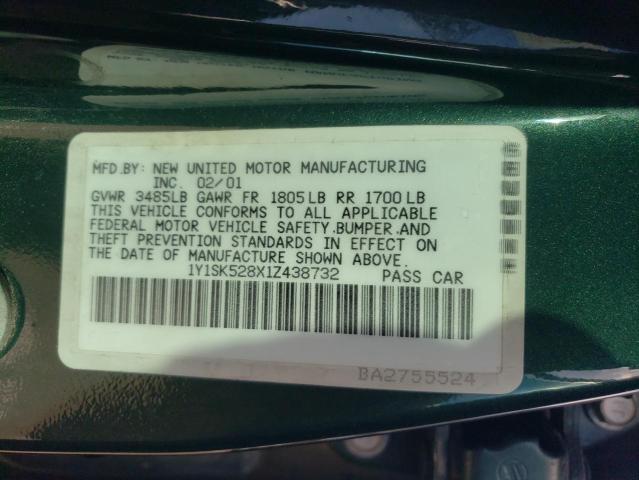 MFD.BY: NEW UNITED MOTOR MANUFACTURING
INC. 02/01
GVWR 3485LB GAWR FR 1805LB RR 1700LB
THIS VEHICLE CONFORMS TO ALL APPLICABLE
FEDERAL MOTOR VEHICLE SAFETY,BUMPER,AND
THEFT PREVENTION STANDARDS IN EFFECT ON
THE DATE OF MANUFACTURE SHOWN ABOVE.
1Y1SK528X1Z438732 PASS CAR
BA2755524